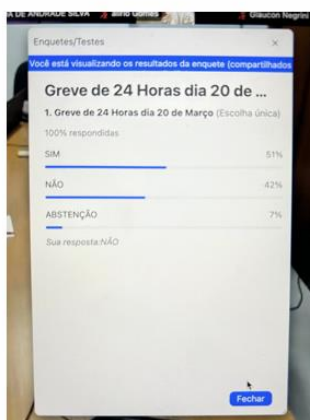 DE ANDRADE SILVA
alirio Gomes
Glaucon Negrini
Enquetes/Testes
Você está visualizando os resultados da enquete (compartilhados
Greve de 24 Horas dia 20 de ...
1. Greve de 24 Horas dia 20 de Março (Escolha única)
100% respondidas
SIM 51%
NÃO 42%
ABSTENÇÃO 7%
Sua resposta:NÃO
Fechar